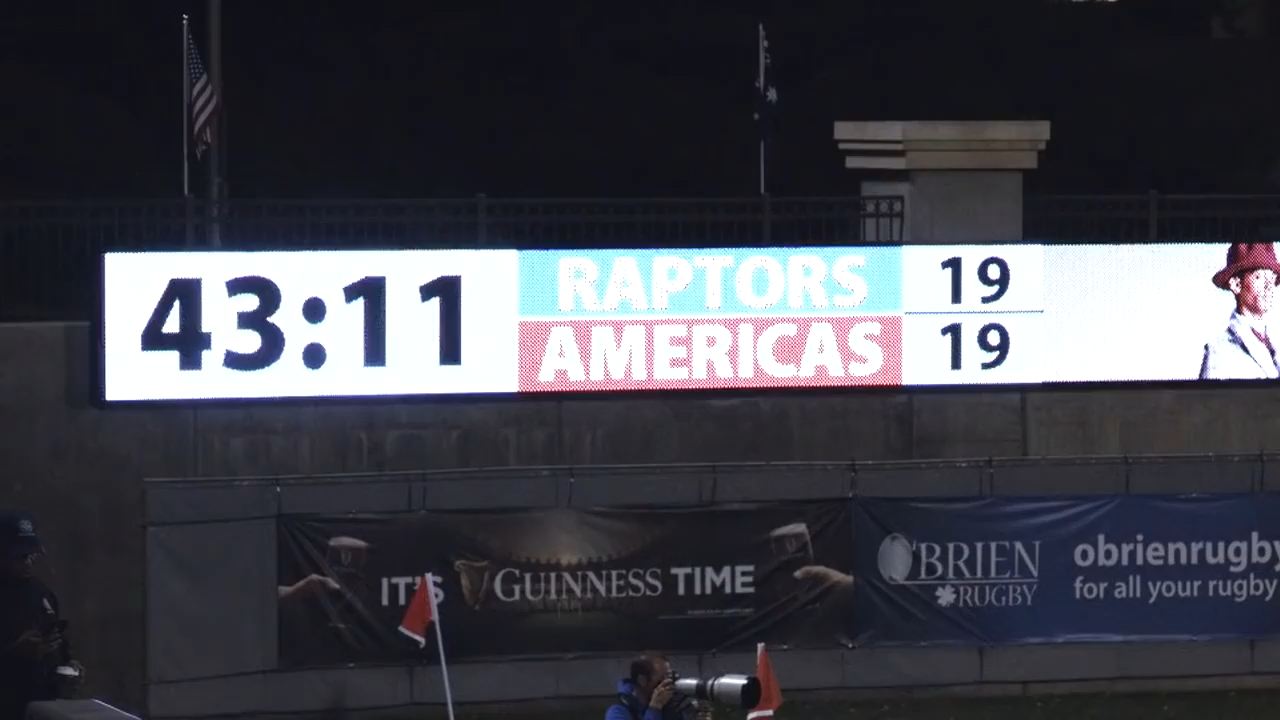 43:11
RAPTORS 19
AMERICAS 19
IT'S GUINNESS TIME
O'BRIEN
RUGBY
obrienrugby
for all your rugby